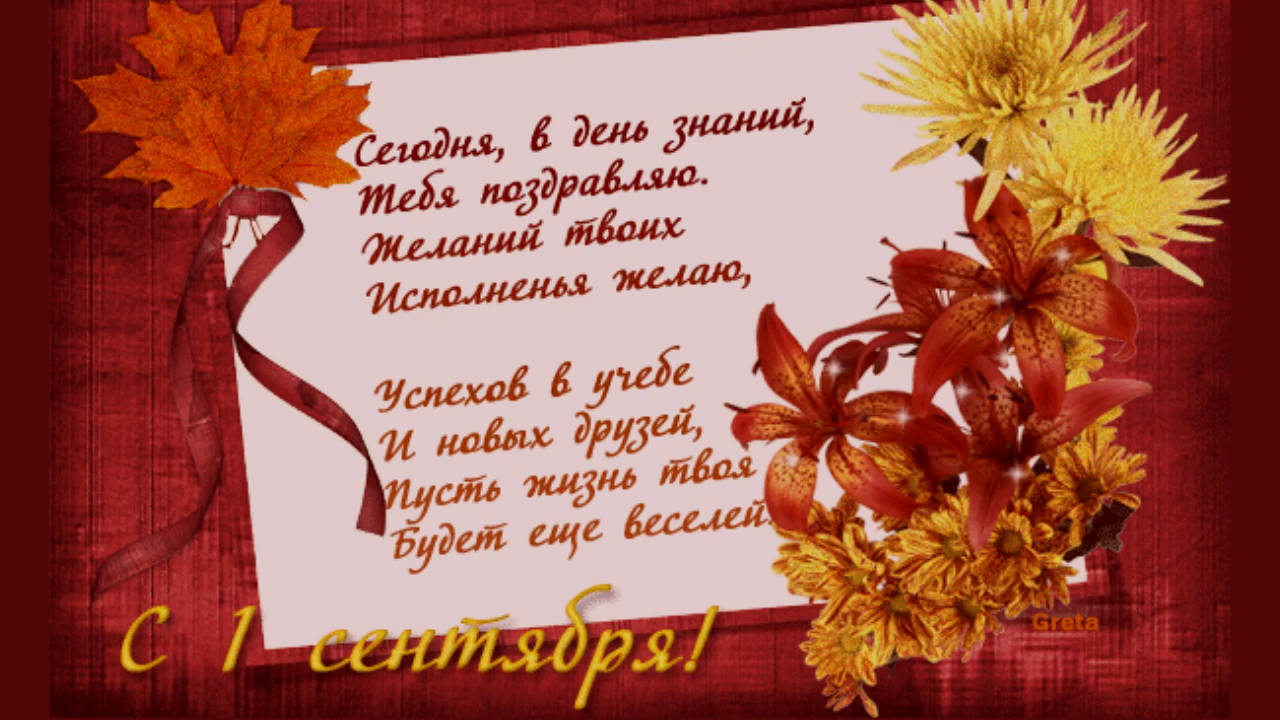 Сегодня, в день знаний,
Тебя поздравляю.
Желаний твоих
Исполненья желаю,
Успехов в учебе
И новых друзей,
Пусть жизнь твоя
Будет еще веселей.
С 1 сентября!
Greta